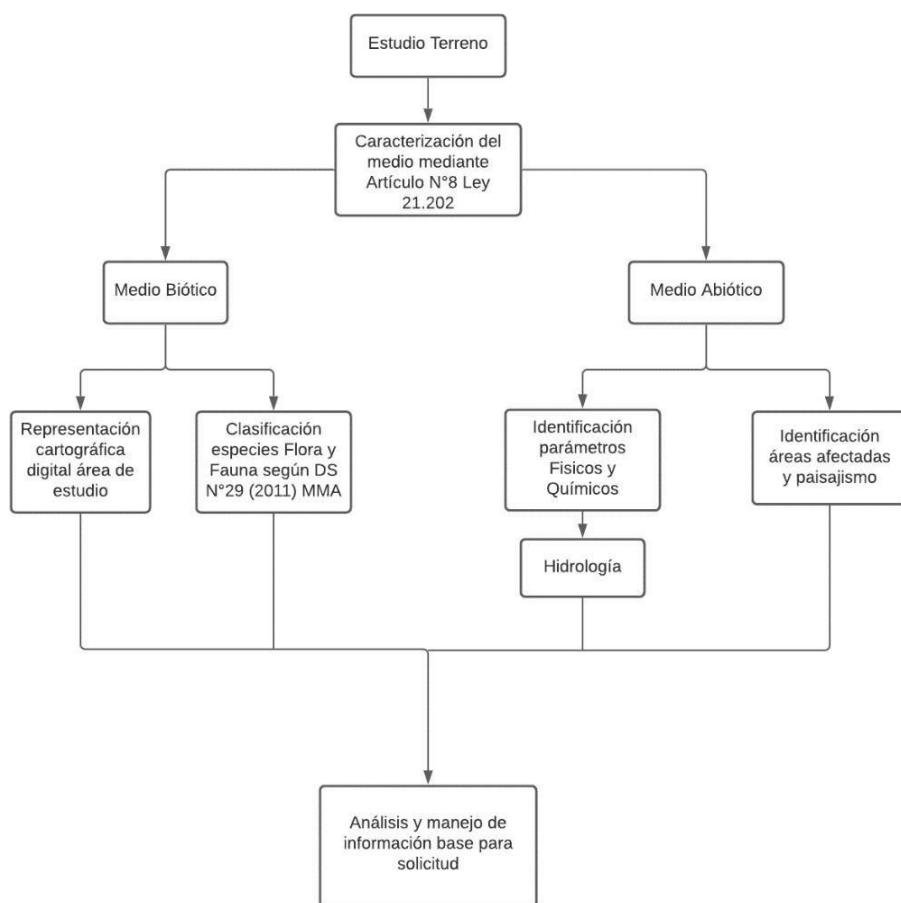 Estudio Terreno
Caracterización del
medio mediante
Artículo N°8 Ley
21.202
Medio Biótico
Medio Abiótico
Representación
cartográfica
digital área de
estudio
Clasificación
especies Flora y
Fauna según DS
N°29 (2011) MMA
Identificación
parámetros
Fisicos y
Químicos
Identificación
áreas afectadas
y paisajismo
Hidrología
Análisis y manejo de
información base para
solicitud